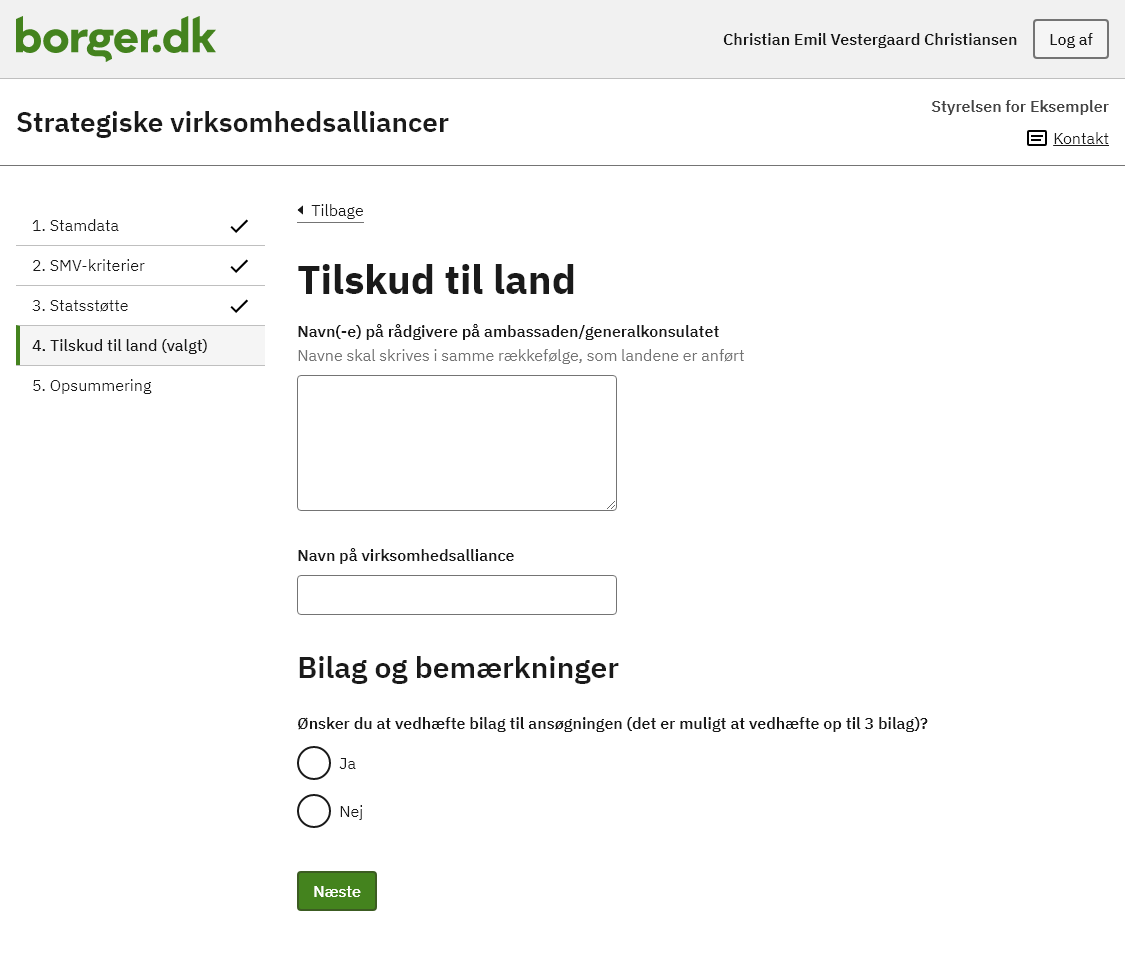 borger.dk
Christian Emil Vestergaard Christiansen
Log af
Strategiske virksomhedsalliancer
Styrelsen for Eksempler
Kontakt
1. Stamdata
2. SMV-kriterier
3. Statsstøtte
4. Tilskud til land (valgt)
5. Opsummering
Tilbage
Tilskud til land
Navn(-e) på rådgivere på ambassaden/generalkonsulatet
Navne skal skrives i samme rækkefølge, som landene er anført
Navn på virksomhedsalliance
Bilag og bemærkninger
Ønsker du at vedhæfte bilag til ansøgningen (det er muligt at vedhæfte op til 3 bilag)?
Ja
Nej
Næste